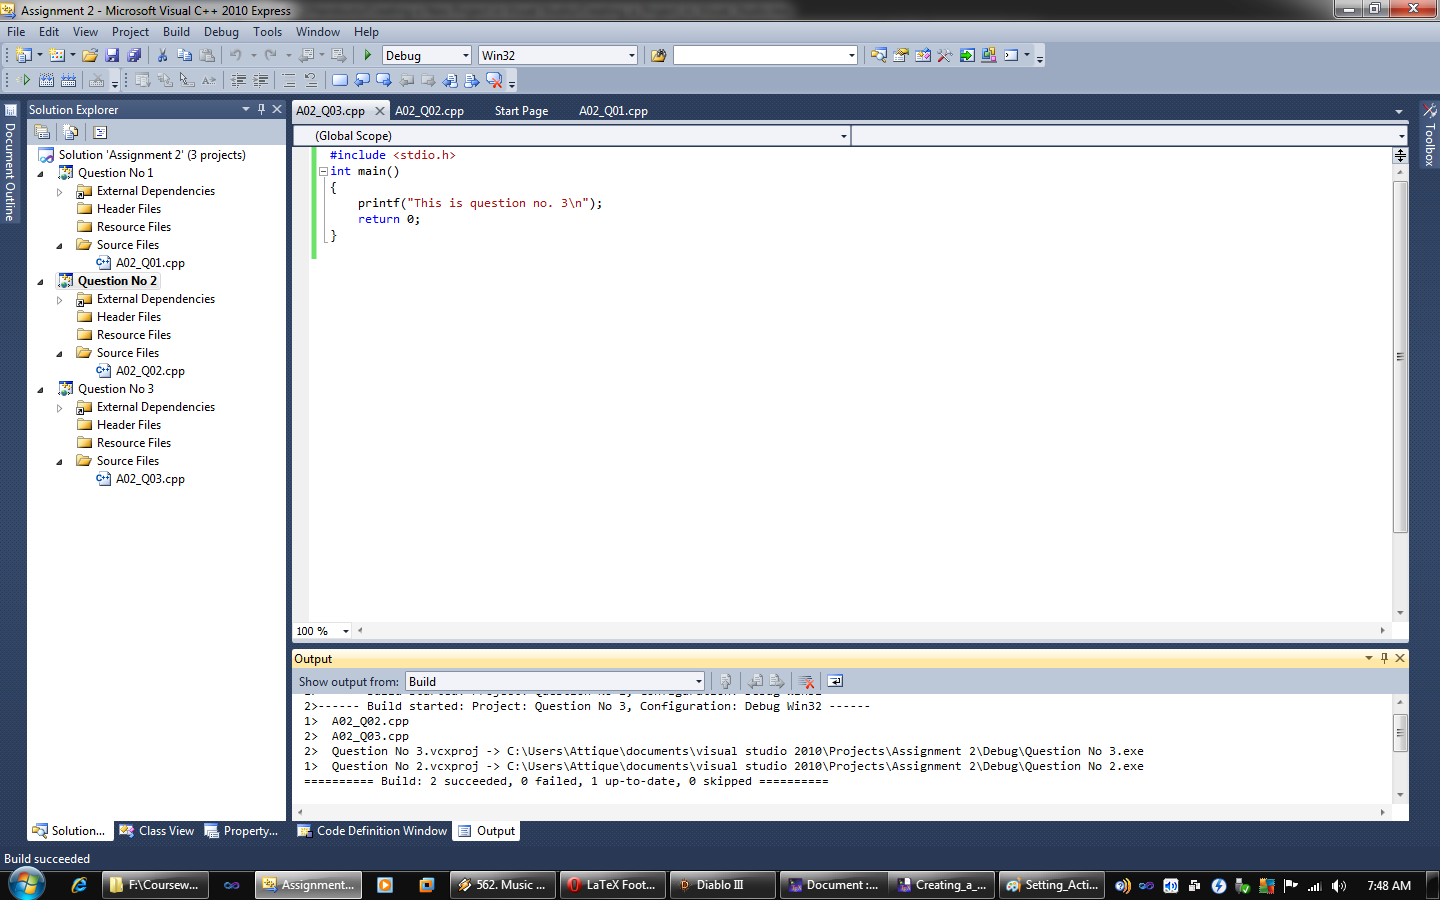 Assignment 2 - Microsoft Visual C++ 2010 Express
File Edit View Project Build Debug Tools Window Help
Debug Win32
Document Outline
Solution Explorer
Solution 'Assignment 2' (3 projects)
Question No 1
External Dependencies
Header Files
Resource Files
Source Files
A02_Q01.cpp
Question No 2
External Dependencies
Header Files
Resource Files
Source Files
A02_Q02.cpp
Question No 3
External Dependencies
Header Files
Resource Files
Source Files
A02_Q03.cpp
A02_Q03.cpp A02_Q02.cpp Start Page A02_Q01.cpp
(Global Scope)
#include <stdio.h>
int main()
{
printf("This is question no. 3\n");
return 0;
}
100 %
Toolbox
Output
Show output from: Build
2>------ Build started: Project: Question No 3, Configuration: Debug Win32 ------
1> A02_Q02.cpp
2> A02_Q03.cpp
2> Question No 3.vcxproj -> C:\Users\Attique\documents\visual studio 2010\Projects\Assignment 2\Debug\Question No 3.exe
1> Question No 2.vcxproj -> C:\Users\Attique\documents\visual studio 2010\Projects\Assignment 2\Debug\Question No 2.exe
========== Build: 2 succeeded, 0 failed, 1 up-to-date, 0 skipped ==========
Solution... Class View Property... Code Definition Window Output
Build succeeded
F:\Coursew... Assignment... 562. Music ... LaTeX Foot... Diablo III Document :... Creating_a_... Setting_Acti... 7:48 AM